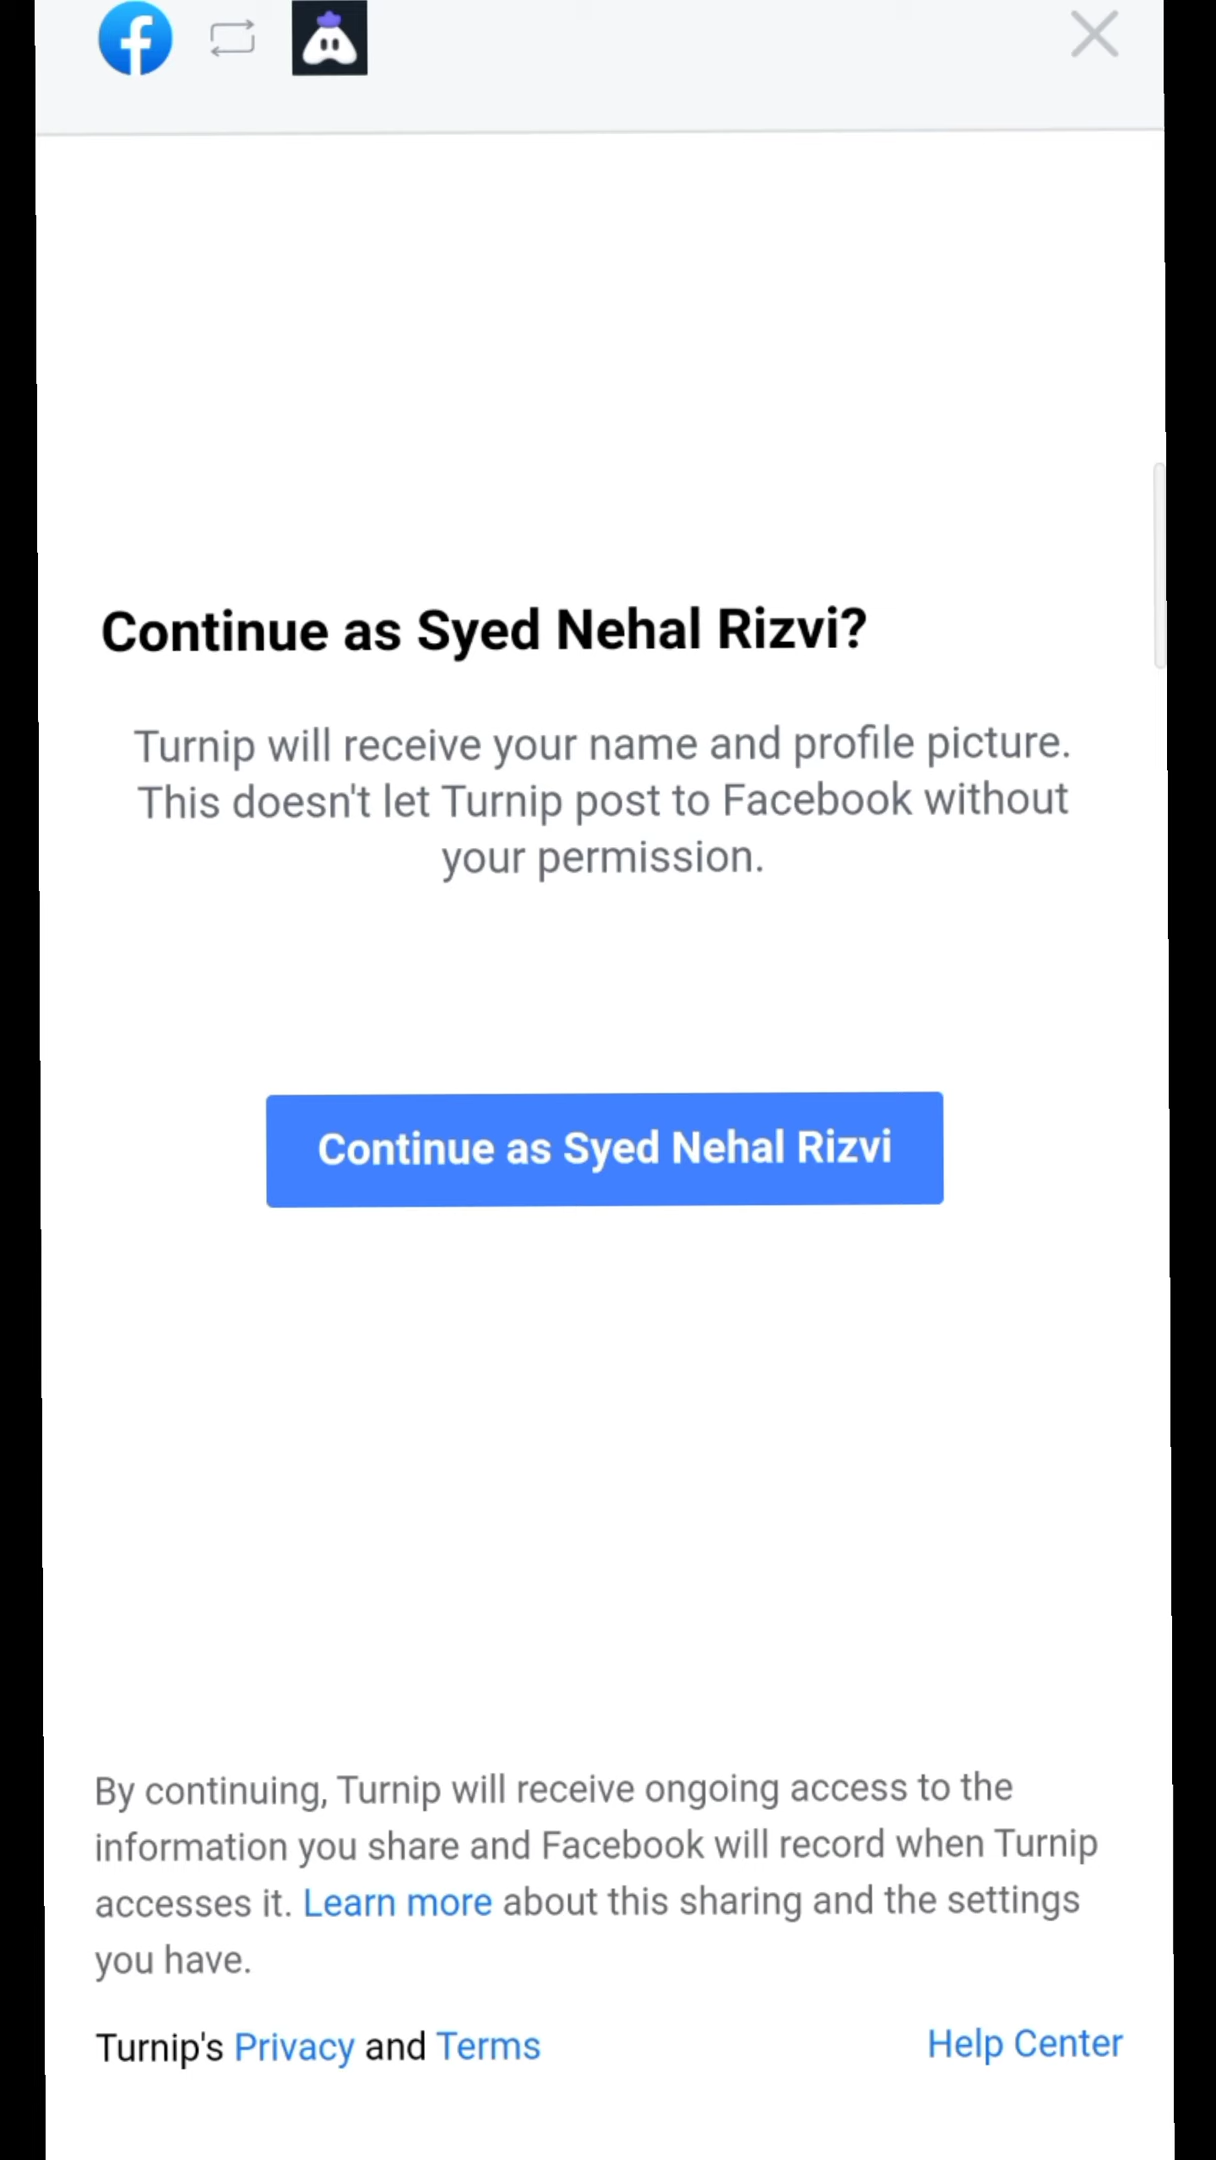 Continue as Syed Nehal Rizvi?
Turnip will receive your name and profile picture.
This doesn't let Turnip post to Facebook without
your permission.
Continue as Syed Nehal Rizvi
By continuing, Turnip will receive ongoing access to the
information you share and Facebook will record when Turnip
accesses it. Learn more about this sharing and the settings
you have.
Turnip's Privacy and Terms
Help Center